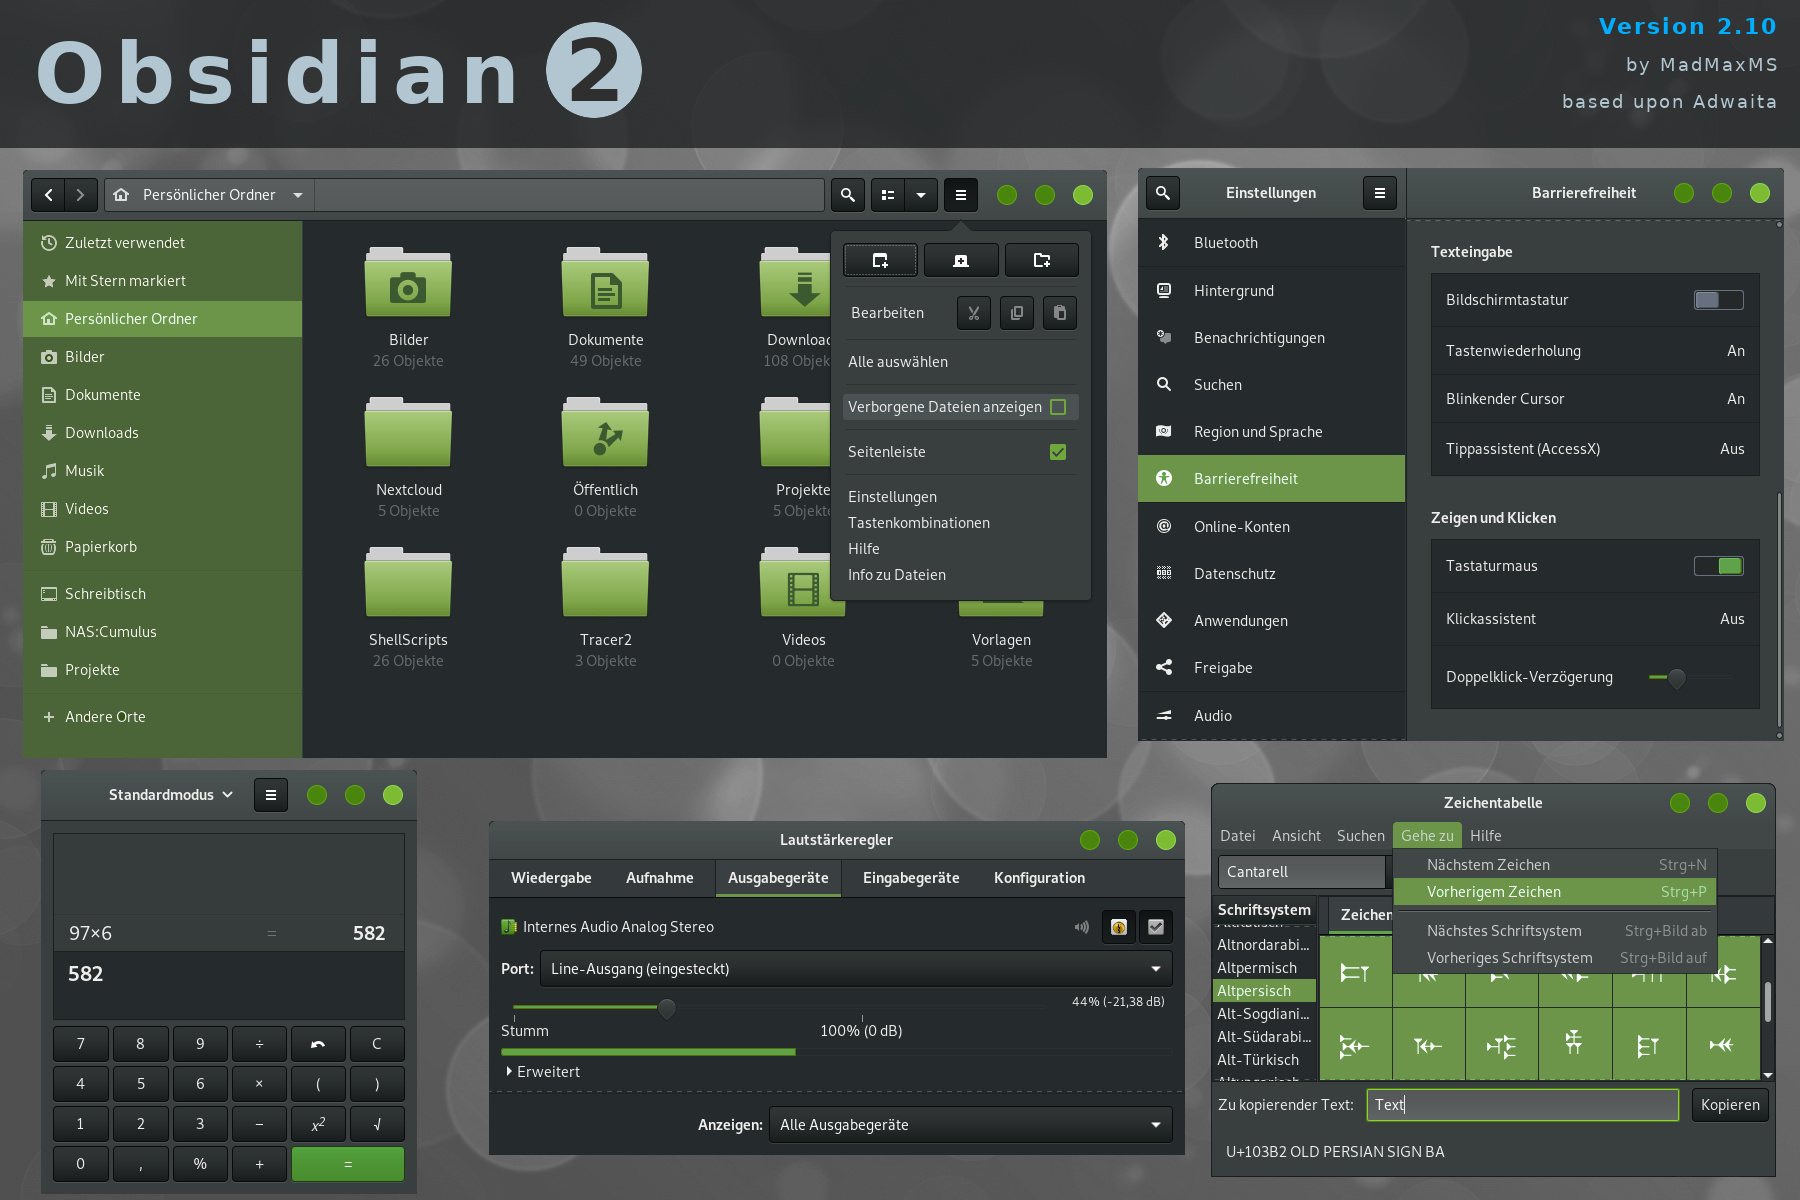 Obsidian 2
Version 2.10
by MadMaxMS
based upon Adwaita
Persönlicher Ordner
Zuletzt verwendet
Mit Stern markiert
Persönlicher Ordner
Bilder
Dokumente
Downloads
Musik
Videos
Papierkorb
Schreibtisch
NAS:Cumulus
Projekte
Andere Orte
Bilder
26 Objekte
Dokumente
49 Objekte
108
Nextcloud
5 Objekte
Öffentlich
0 Objekte
Projekte
5
ShellScripts
26 Objekte
Tracer2
3 Objekte
Videos
0 Objekte
Vorlagen
5 Objekte
Bearbeiten
Alle auswählen
Verborgene Dateien anzeigen
Seitenleiste
Einstellungen
Tastenkombinationen
Hilfe
Info zu Dateien
Einstellungen
Barrierefreiheit
Bluetooth
Hintergrund
Benachrichtigungen
Suchen
Region und Sprache
Barrierefreiheit
Online-Konten
Datenschutz
Anwendungen
Freigabe
Audio
Texteingabe
Bildschirmtastatur
Tastenwiederholung An
Blinkender Cursor An
Tippassistent (AccessX) Aus
Zeigen und Klicken
Tastaturmaus
Klickassistent Aus
Doppelklick-Verzögerung
Standardmodus
97×6 = 582
582
7 8 9 ÷ C
4 5 6 × ( )
1 2 3 − x² √
0 , % + =
Lautstärkeregler
Wiedergabe Aufnahme Ausgabegeräte Eingabegeräte Konfiguration
Internes Audio Analog Stereo
Port: Line-Ausgang (eingesteckt)
44% (-21,38 dB)
Stumm 100% (0 dB)
Erweitert
Anzeigen: Alle Ausgabegeräte
Zeichentabelle
Datei Ansicht Suchen Gehe zu Hilfe
Cantarell
Nächstem Zeichen Strg+N
Vorherigem Zeichen Strg+P
Nächstes Schriftsystem Strg+Bild ab
Vorheriges Schriftsystem Strg+Bild auf
Schriftsystem
Zeichen
Altnordarabi...
Altpermisch
Altpersisch
Alt-Sogdiani...
Alt-Südarabi...
Alt-Türkisch
Zu kopierender Text: Text Kopieren
U+103B2 OLD PERSIAN SIGN BA